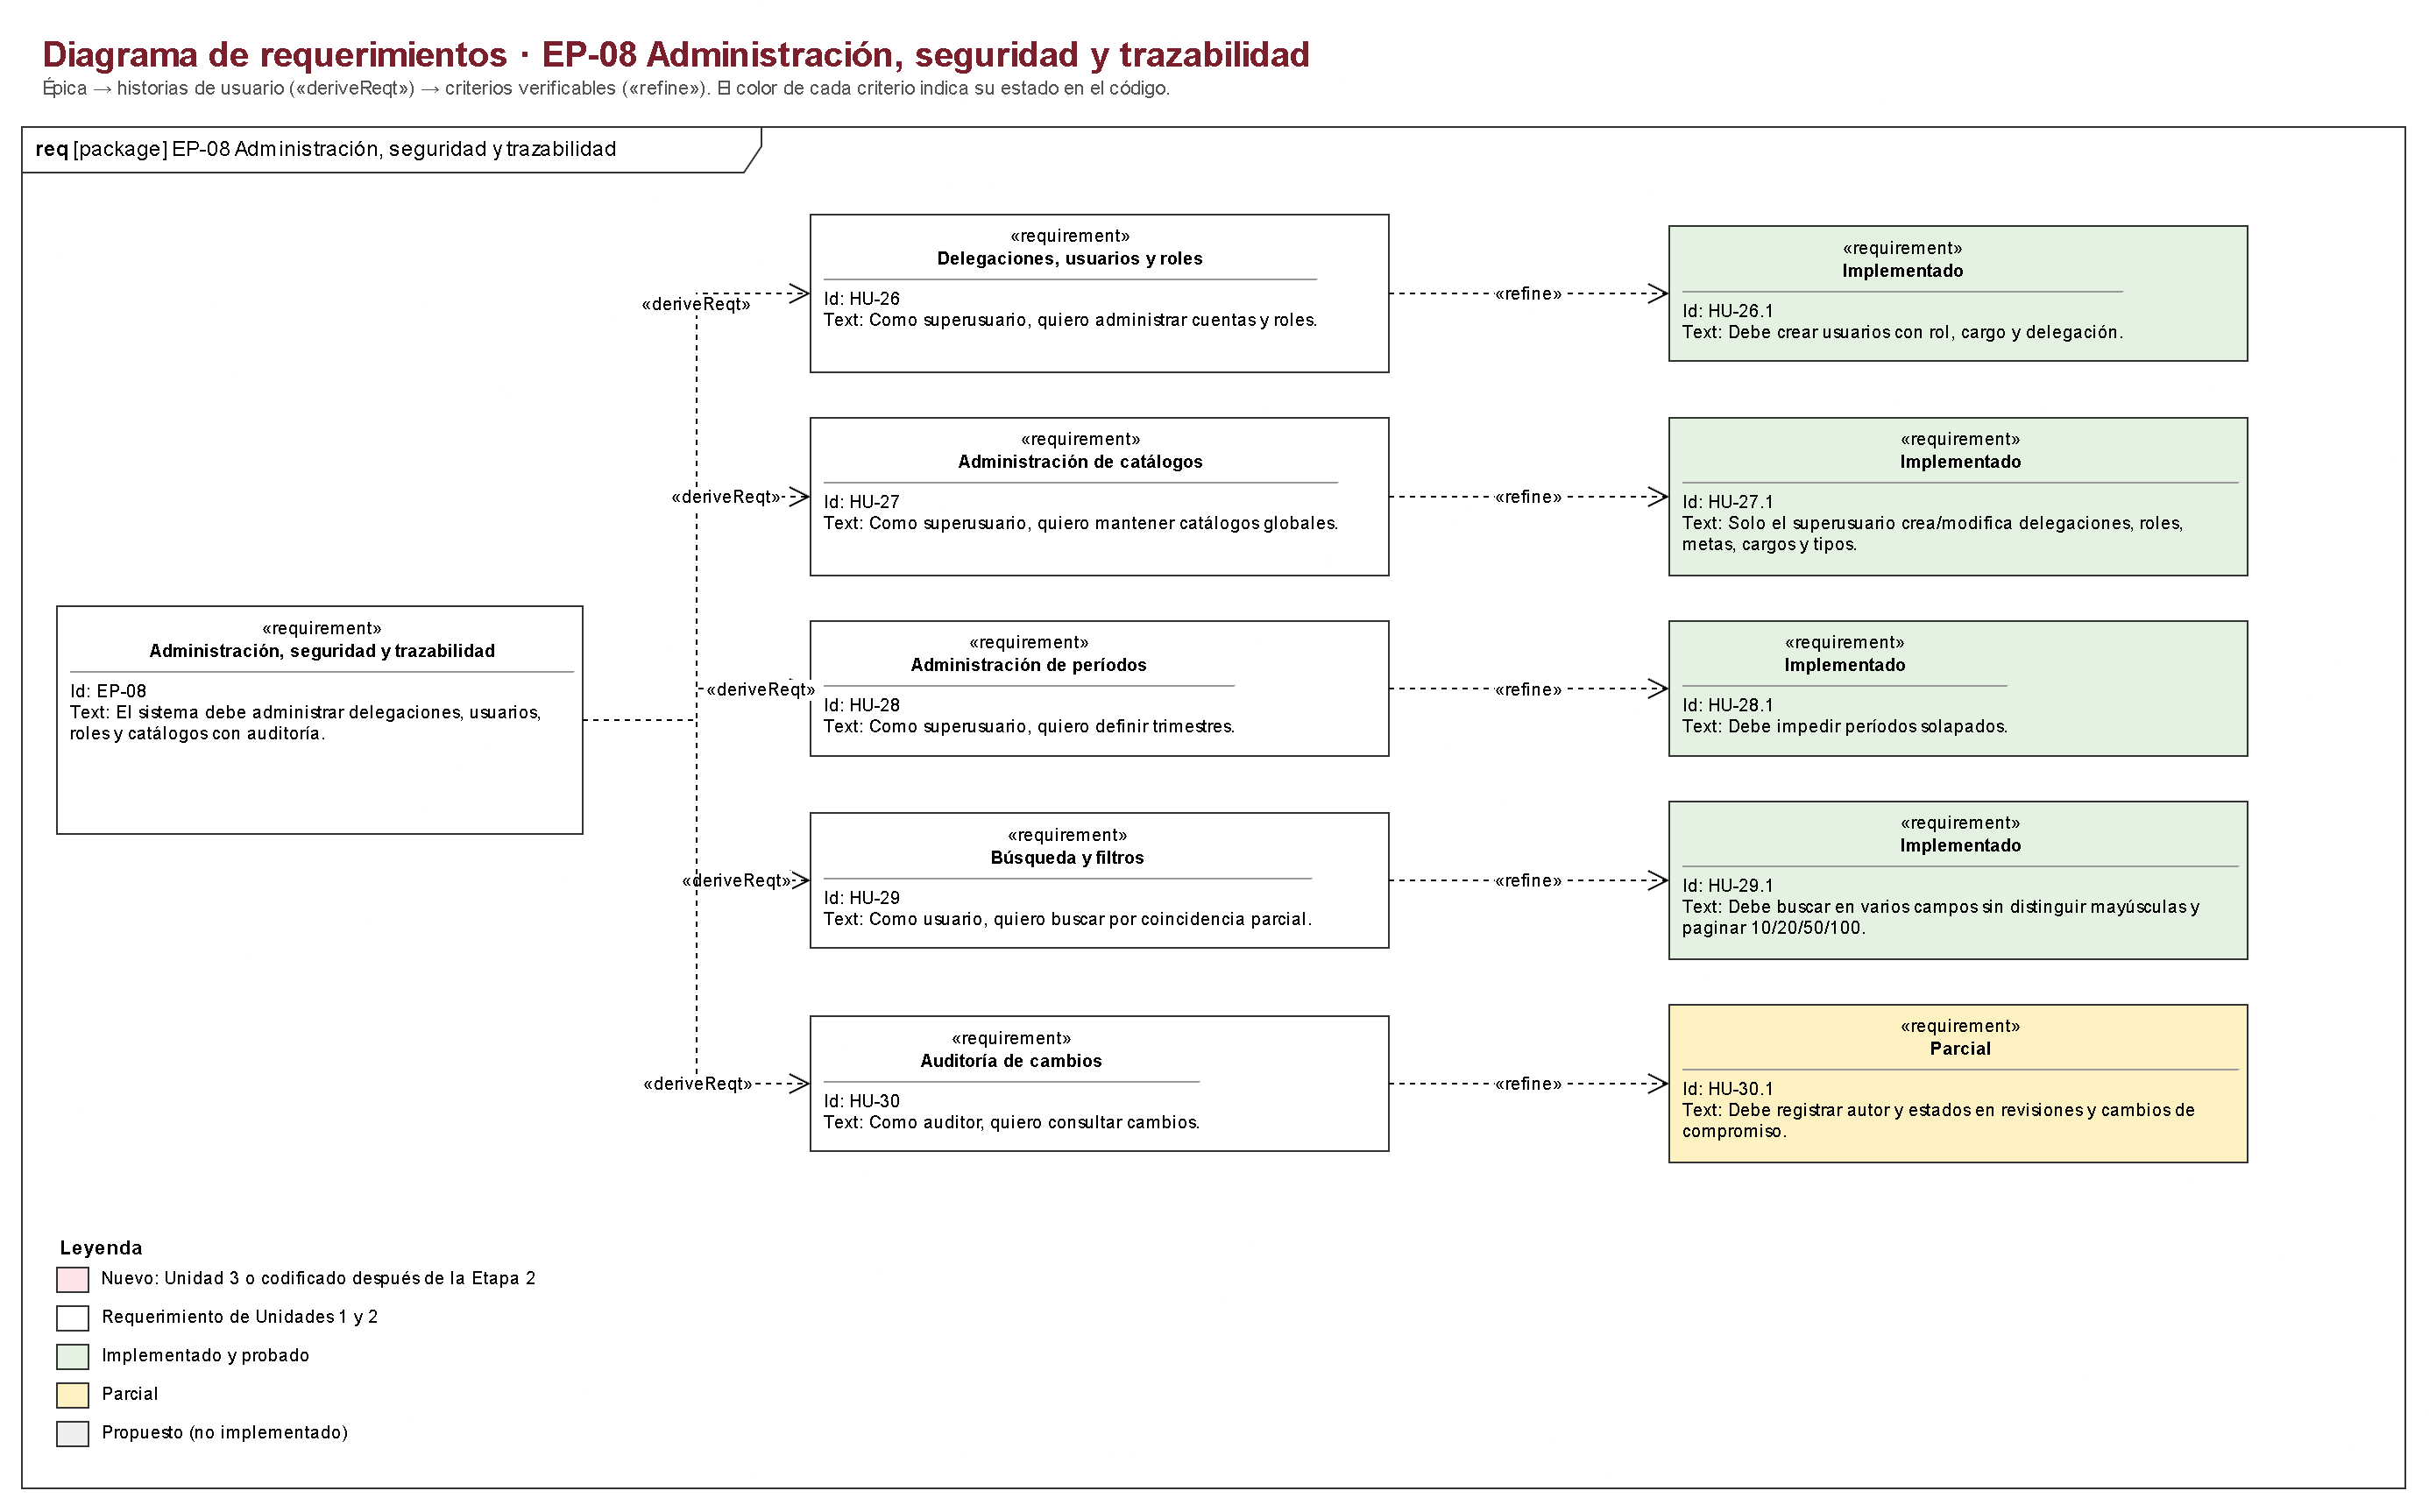 Diagrama de requerimientos · EP-08 Administración, seguridad y trazabilidad
Épica → historias de usuario («deriveReqt») → criterios verificables («refine»). El color de cada criterio indica su estado en el código.
req [package] EP-08 Administración, seguridad y trazabilidad
«requirement»
Administración, seguridad y trazabilidad
Id: EP-08
Text: El sistema debe administrar delegaciones, usuarios,
roles y catálogos con auditoría.
«deriveReqt»
«requirement»
Delegaciones, usuarios y roles
Id: HU-26
Text: Como superusuario, quiero administrar cuentas y roles.
«refine»
«requirement»
Implementado
Id: HU-26.1
Text: Debe crear usuarios con rol, cargo y delegación.
«deriveReqt»
«requirement»
Administración de catálogos
Id: HU-27
Text: Como superusuario, quiero mantener catálogos globales.
«refine»
«requirement»
Implementado
Id: HU-27.1
Text: Solo el superusuario crea/modifica delegaciones, roles,
metas, cargos y tipos.
«deriveReqt»
«requirement»
Administración de períodos
Id: HU-28
Text: Como superusuario, quiero definir trimestres.
«refine»
«requirement»
Implementado
Id: HU-28.1
Text: Debe impedir períodos solapados.
«deriveReqt»
«requirement»
Búsqueda y filtros
Id: HU-29
Text: Como usuario, quiero buscar por coincidencia parcial.
«refine»
«requirement»
Implementado
Id: HU-29.1
Text: Debe buscar en varios campos sin distinguir mayúsculas y
paginar 10/20/50/100.
«deriveReqt»
«requirement»
Auditoría de cambios
Id: HU-30
Text: Como auditor, quiero consultar cambios.
«refine»
«requirement»
Parcial
Id: HU-30.1
Text: Debe registrar autor y estados en revisiones y cambios de
compromiso.
Leyenda
Nuevo: Unidad 3 o codificado después de la Etapa 2
Requerimiento de Unidades 1 y 2
Implementado y probado
Parcial
Propuesto (no implementado)